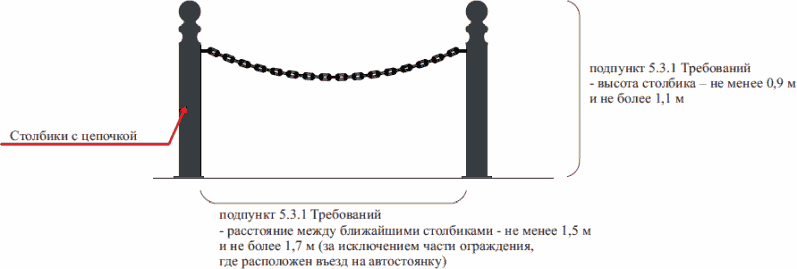 подпункт 5.3.1 Требований
- высота столбика – не менее 0,9 м
и не более 1,1 м
Столбики с цепочкой
подпункт 5.3.1 Требований
- расстояние между ближайшими столбиками - не менее 1,5 м
и не более 1,7 м (за исключением части ограждения,
где расположен въезд на автостоянку)